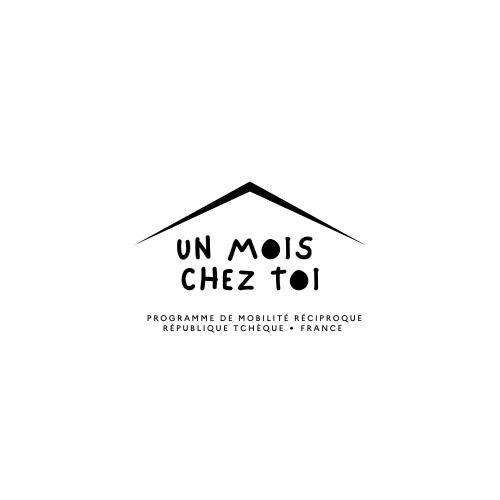 UN MOIS
CHEZ TOI
PROGRAMME DE MOBILITÉ RÉCIPROQUE
RÉPUBLIQUE TCHÈQUE • FRANCE